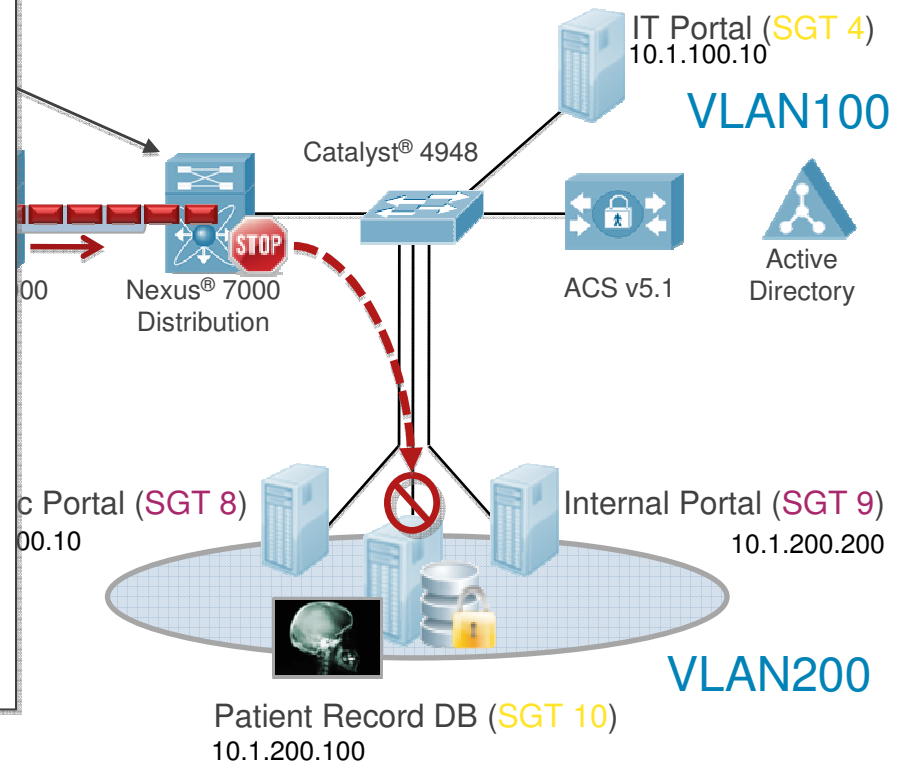 IT Portal (SGT 4)
10.1.100.10
VLAN100
Catalyst® 4948
STOP
00
Nexus® 7000
Distribution
ACS v5.1
Active
Directory
c Portal (SGT 8)
00.10
Internal Portal (SGT 9)
10.1.200.200
VLAN200
Patient Record DB (SGT 10)
10.1.200.100